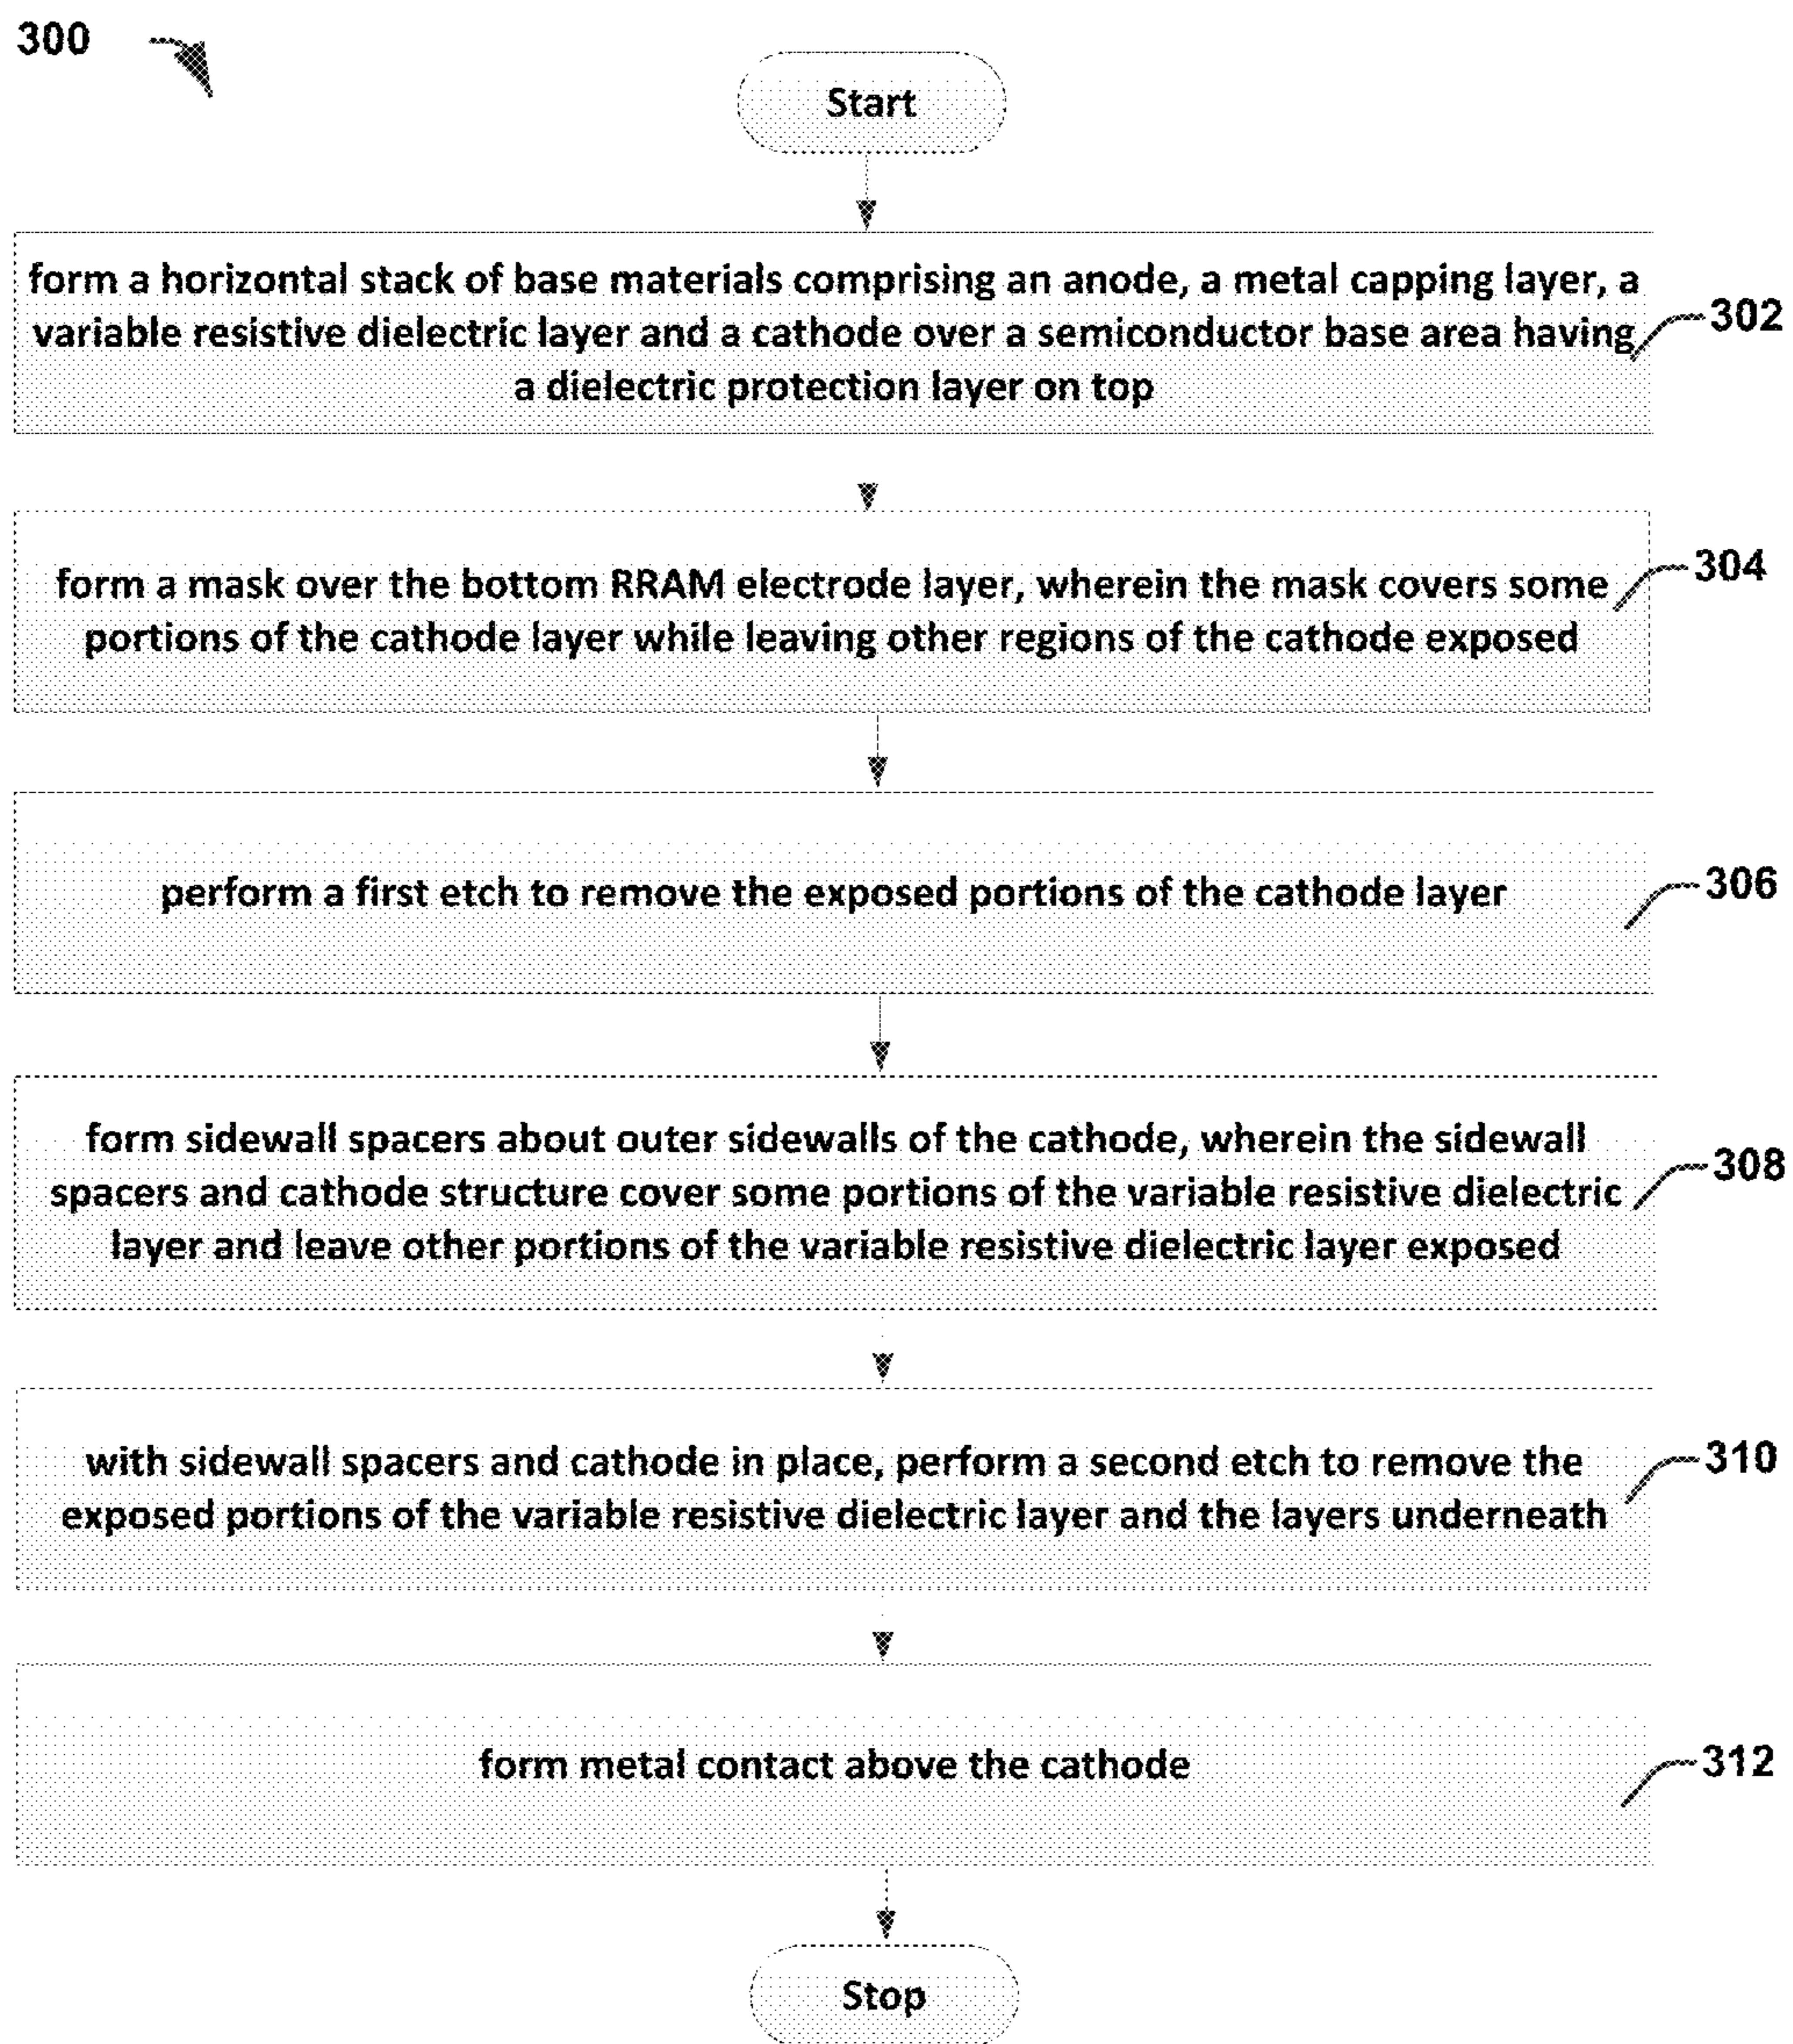 300
Start
form a horizontal stack of base materials comprising an anode, a metal capping layer, a
variable resistive dielectric layer and a cathode over a semiconductor base area having
a dielectric protection layer on top
302
form a mask over the bottom RRAM electrode layer, wherein the mask covers some
portions of the cathode layer while leaving other regions of the cathode exposed
304
perform a first etch to remove the exposed portions of the cathode layer
306
form sidewall spacers about outer sidewalls of the cathode, wherein the sidewall
spacers and cathode structure cover some portions of the variable resistive dielectric
layer and leave other portions of the variable resistive dielectric layer exposed
308
with sidewall spacers and cathode in place, perform a second etch to remove the
exposed portions of the variable resistive dielectric layer and the layers underneath
310
form metal contact above the cathode
312
Stop